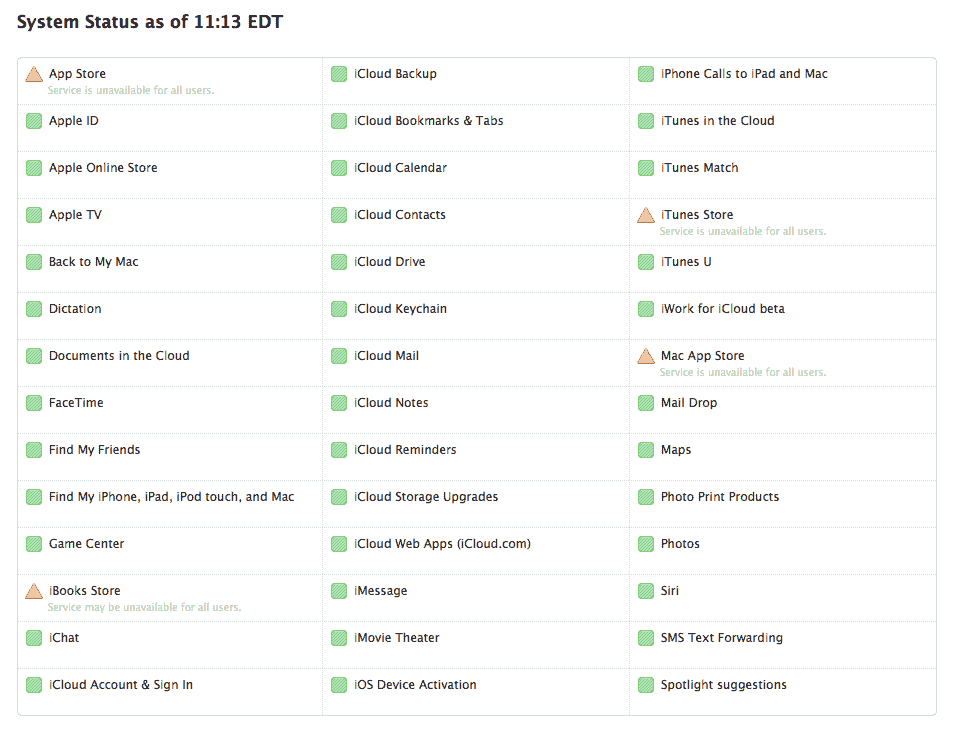 System Status as of 11:13 EDT
App Store
Service is unavailable for all users.
Apple ID
Apple Online Store
Apple TV
Back to My Mac
Dictation
Documents in the Cloud
FaceTime
Find My Friends
Find My iPhone, iPad, iPod touch, and Mac
Game Center
iBooks Store
Service may be unavailable for all users.
iChat
iCloud Account & Sign In
iCloud Backup
iCloud Bookmarks & Tabs
iCloud Calendar
iCloud Contacts
iCloud Drive
iCloud Keychain
iCloud Mail
iCloud Notes
iCloud Reminders
iCloud Storage Upgrades
iCloud Web Apps (iCloud.com)
iMessage
iMovie Theater
iOS Device Activation
iPhone Calls to iPad and Mac
iTunes in the Cloud
iTunes Match
iTunes Store
Service is unavailable for all users.
iTunes U
iWork for iCloud beta
Mac App Store
Service is unavailable for all users.
Mail Drop
Maps
Photo Print Products
Photos
Siri
SMS Text Forwarding
Spotlight suggestions